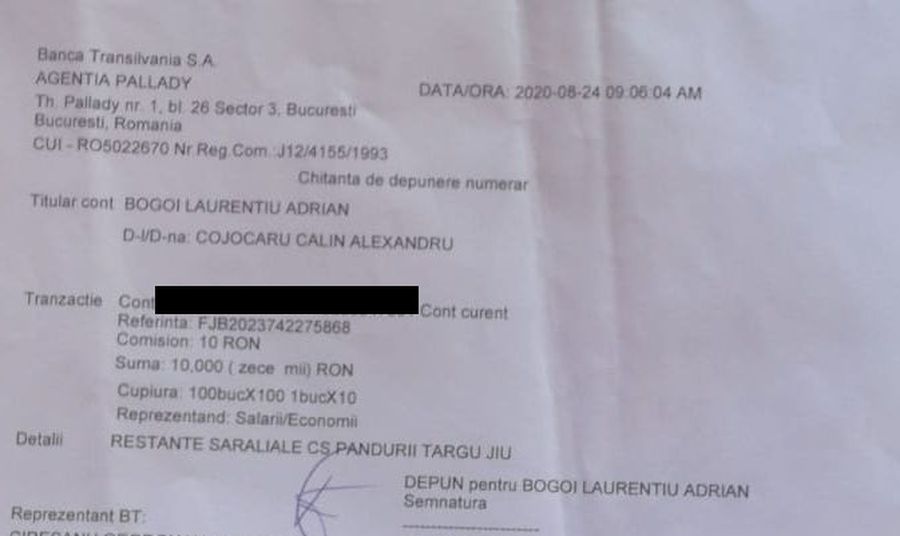 Banca Transilvania S.A.
AGENTIA PALLADY
DATA/ORA: 2020-08-24 09:06:04 AM
Th. Pallady nr. 1, bl. 26 Sector 3, Bucuresti
Bucuresti, Romania
CUI - RO5022670 Nr.Reg.Com.:J12/4155/1993
Chitanta de depunere numerar
Titular cont BOGOI LAURENTIU ADRIAN
D-l/D-na: COJOCARU CALIN ALEXANDRU
Tranzactie Cont Cont curent
Referinta: FJB2023742275868
Comision: 10 RON
Suma: 10,000 ( zece mii) RON
Cupiura: 100bucX100 1bucX10
Reprezentand: Salarii/Economii
Detalii RESTANTE SARALIALE CS PANDURII TARGU JIU
DEPUN pentru BOGOI LAURENTIU ADRIAN
Semnatura
Reprezentant BT: